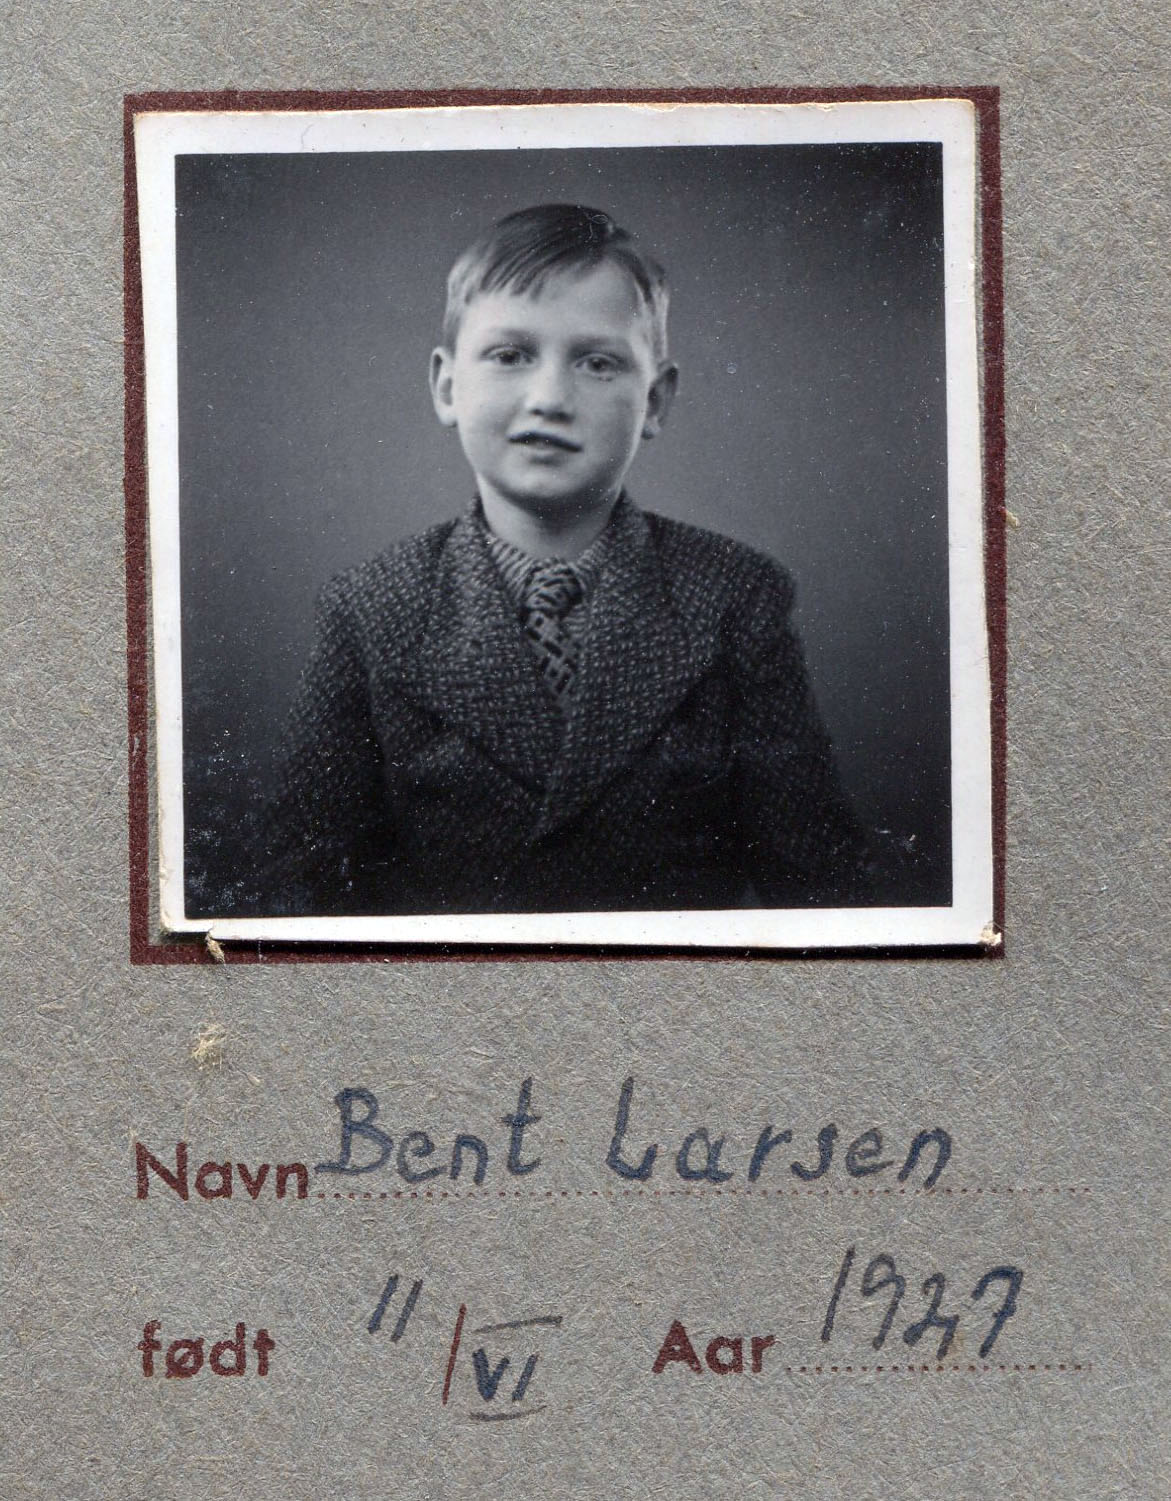 Navn Bent Larsen
født 11/VI Aar 1927